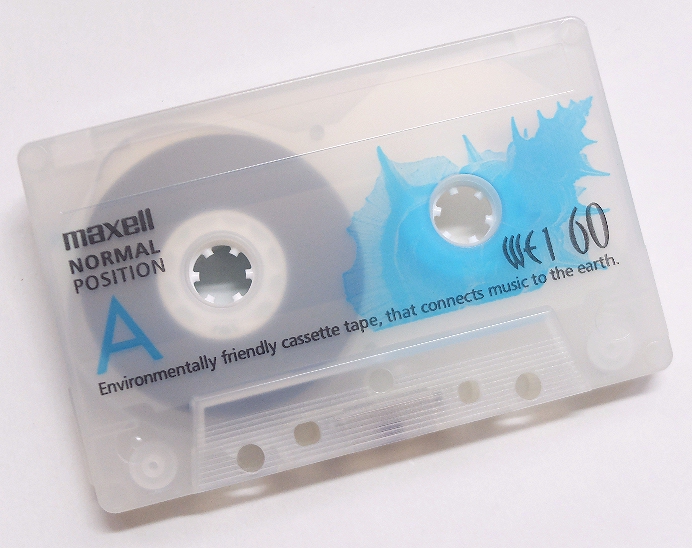 maxell
NORMAL
POSITION
A
WE1 60
Environmentally friendly cassette tape, that connects music to the earth.